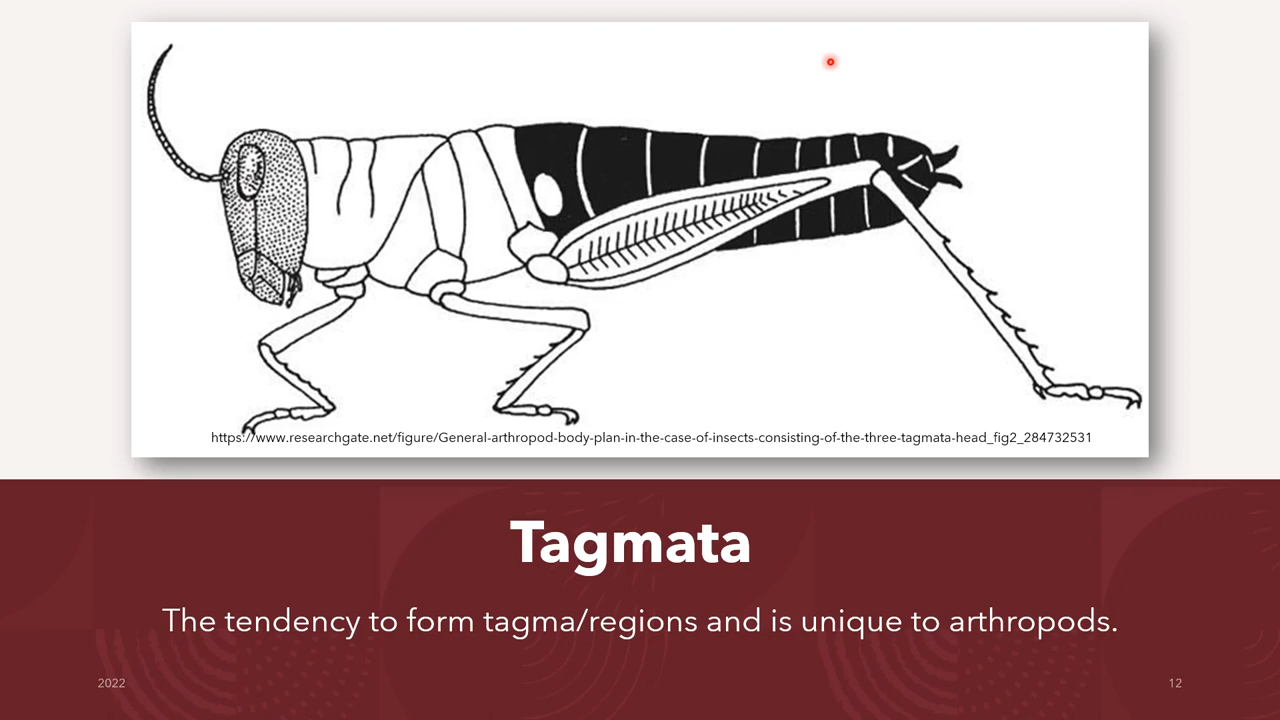 https://www.researchgate.net/figure/General-arthropod-body-plan-in-the-case-of-insects-consisting-of-the-three-tagmata-head_fig2_284732531
Tagmata
The tendency to form tagma/regions and is unique to arthropods.
2022
12